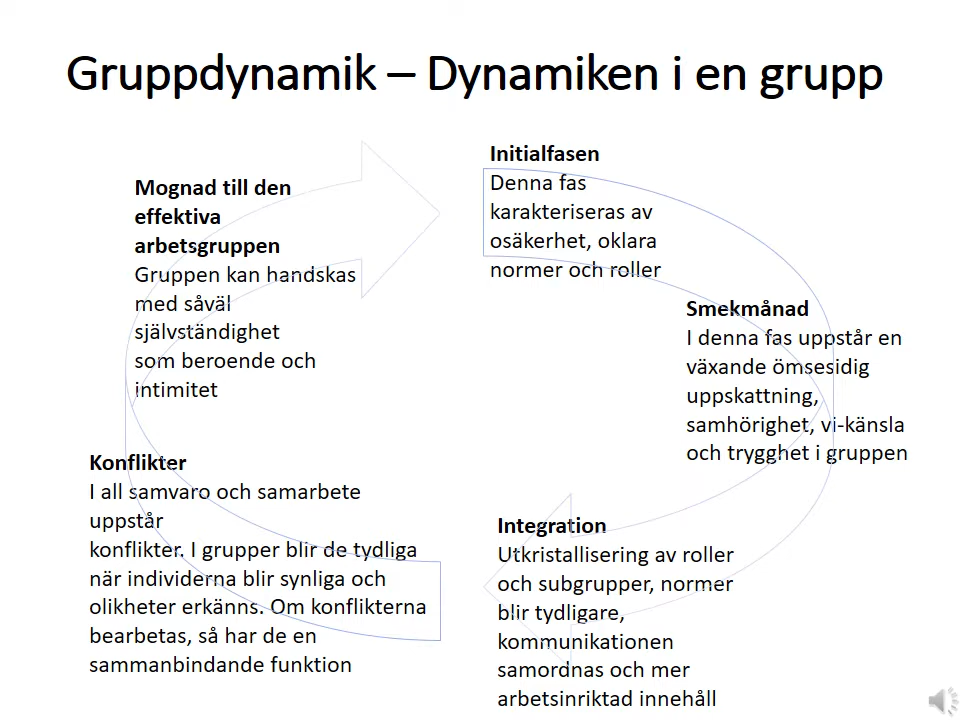 Gruppdynamik – Dynamiken i en grupp
Initialfasen
Denna fas
karakteriseras av
osäkerhet, oklara
normer och roller
Smekmånad
I denna fas uppstår en
växande ömsesidig
uppskattning,
samhörighet, vi-känsla
och trygghet i gruppen
Integration
Utkristallisering av roller
och subgrupper, normer
blir tydligare,
kommunikationen
samordnas och mer
arbetsinriktad innehåll
Konflikter
I all samvaro och samarbete
uppstår
konflikter. I grupper blir de tydliga
när individerna blir synliga och
olikheter erkänns. Om konflikterna
bearbetas, så har de en
sammanbindande funktion
Mognad till den
effektiva
arbetsgruppen
Gruppen kan handskas
med såväl
självständighet
som beroende och
intimitet